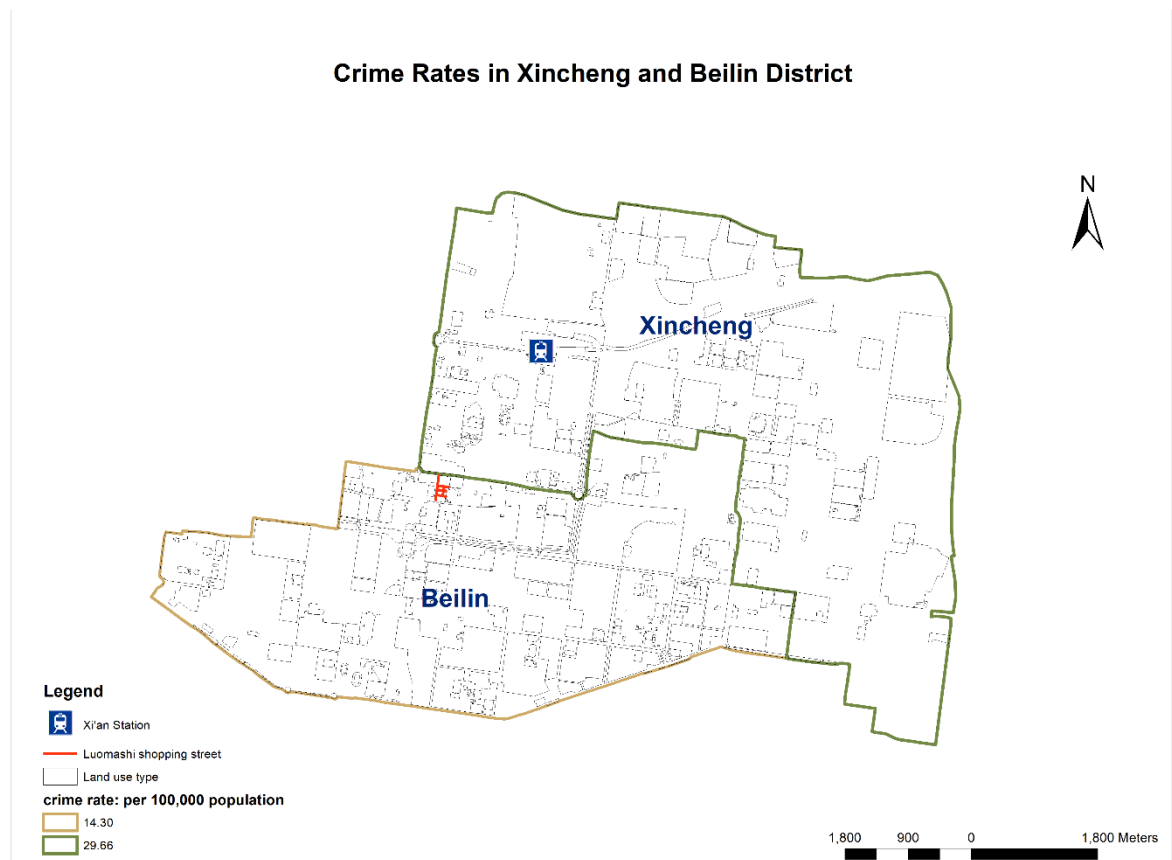 Crime Rates in Xincheng and Beilin District
N
Xincheng
Beilin
Legend
Xi'an Station
Luomashi shopping street
Land use type
crime rate: per 100,000 population
14.30
29.66
1,800 900 0 1,800 Meters